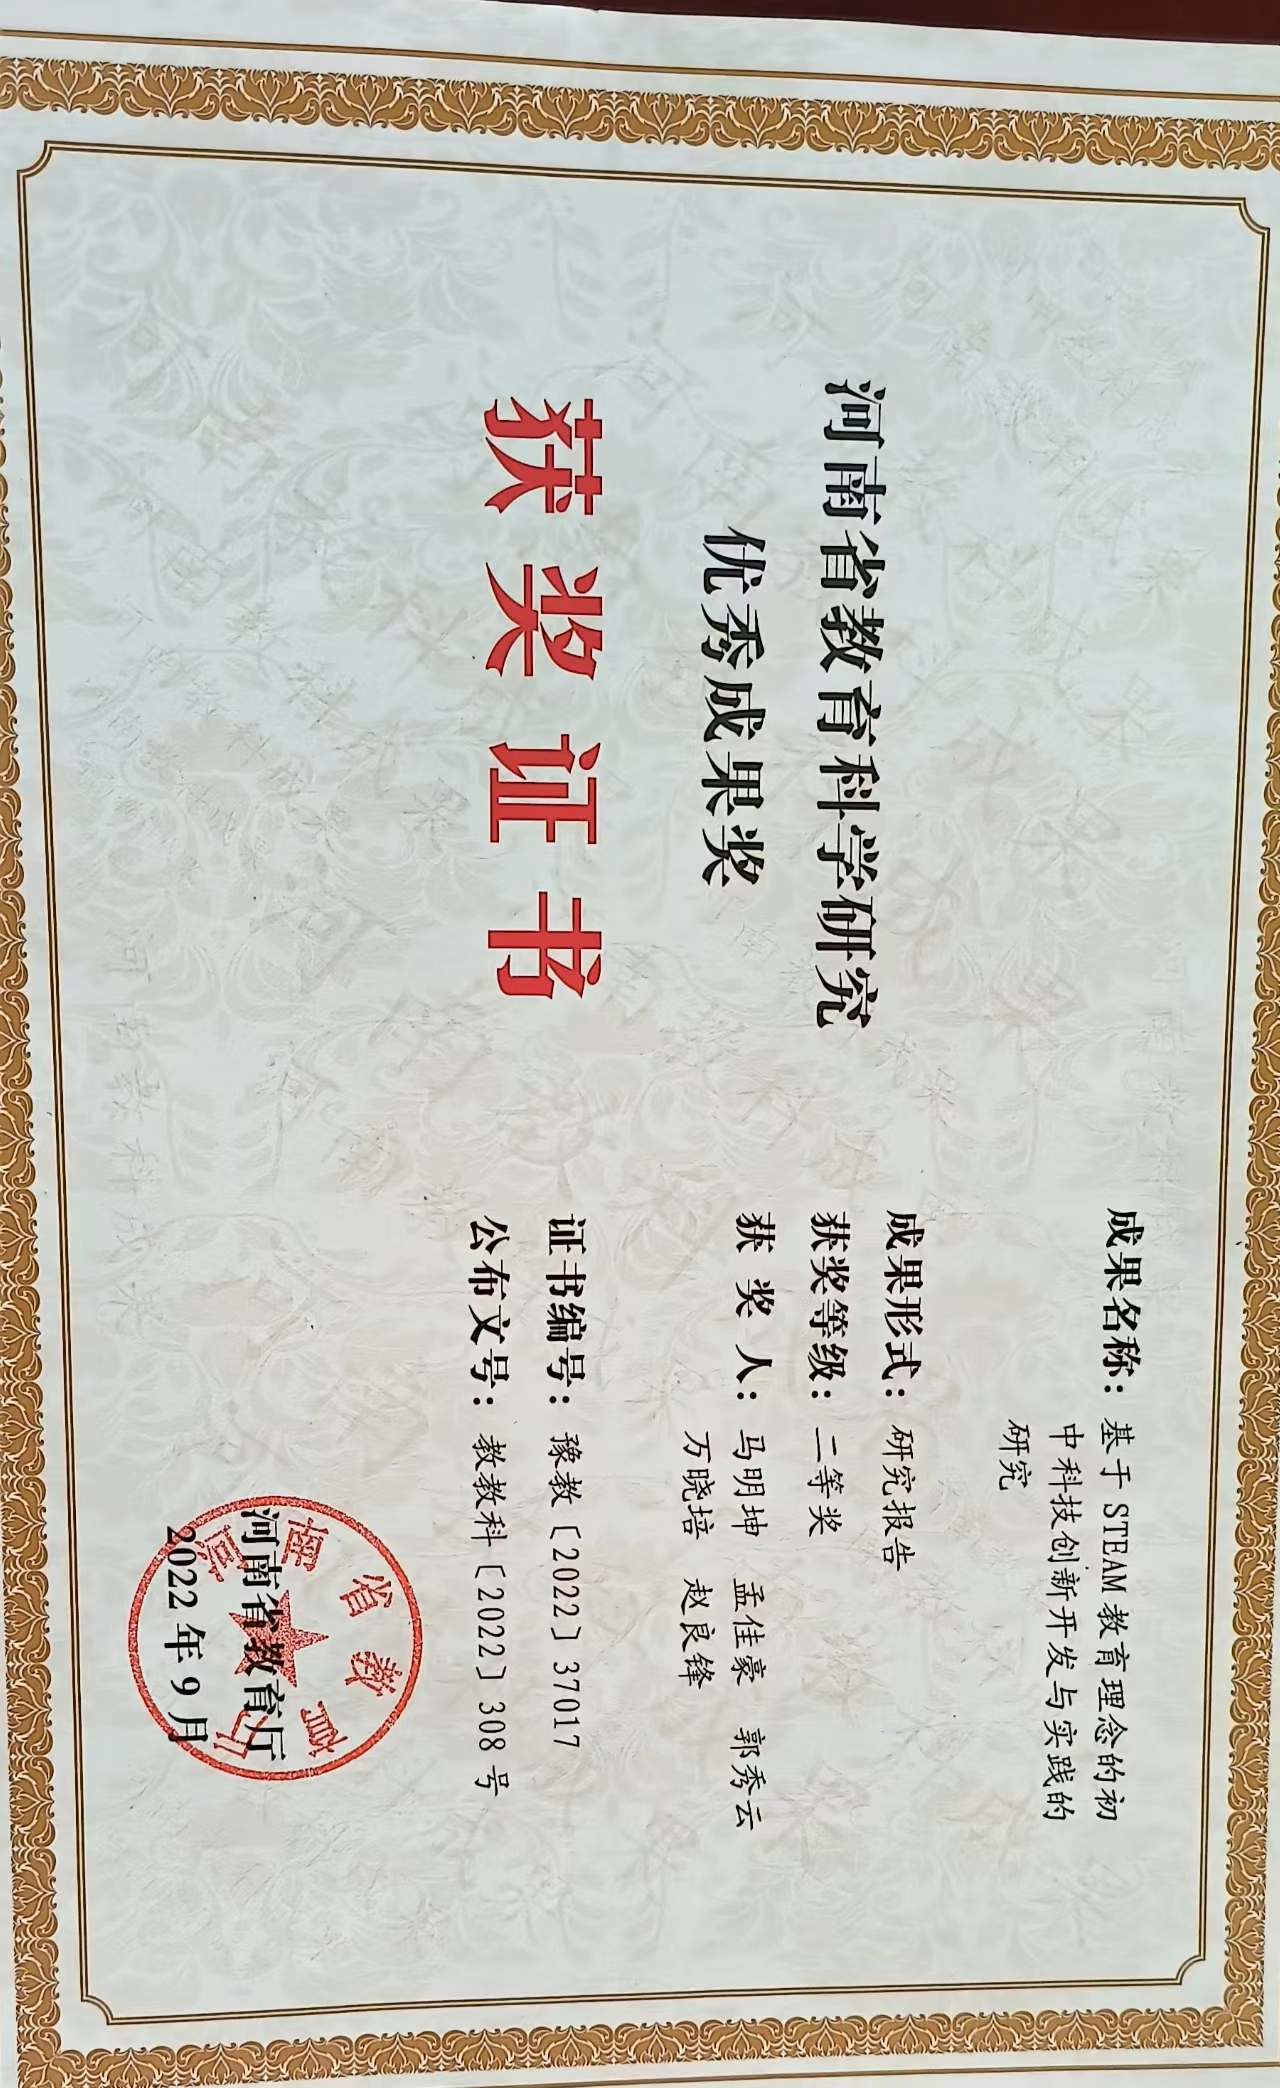 河南省教育科学研究
优秀成果奖
获奖证书
成果名称：基于STEAM教育理念的初
中科技创新开发与实践的
研究
成果形式：研究报告
获奖等级：二等奖
获 奖 人：马明坤 孟佳豪 郭秀云
万晓培 赵良锋
证书编号：豫教〔2022〕37017
公布文号：教教科〔2022〕308号
河南省教育厅
河南省教育厅
2022年9月